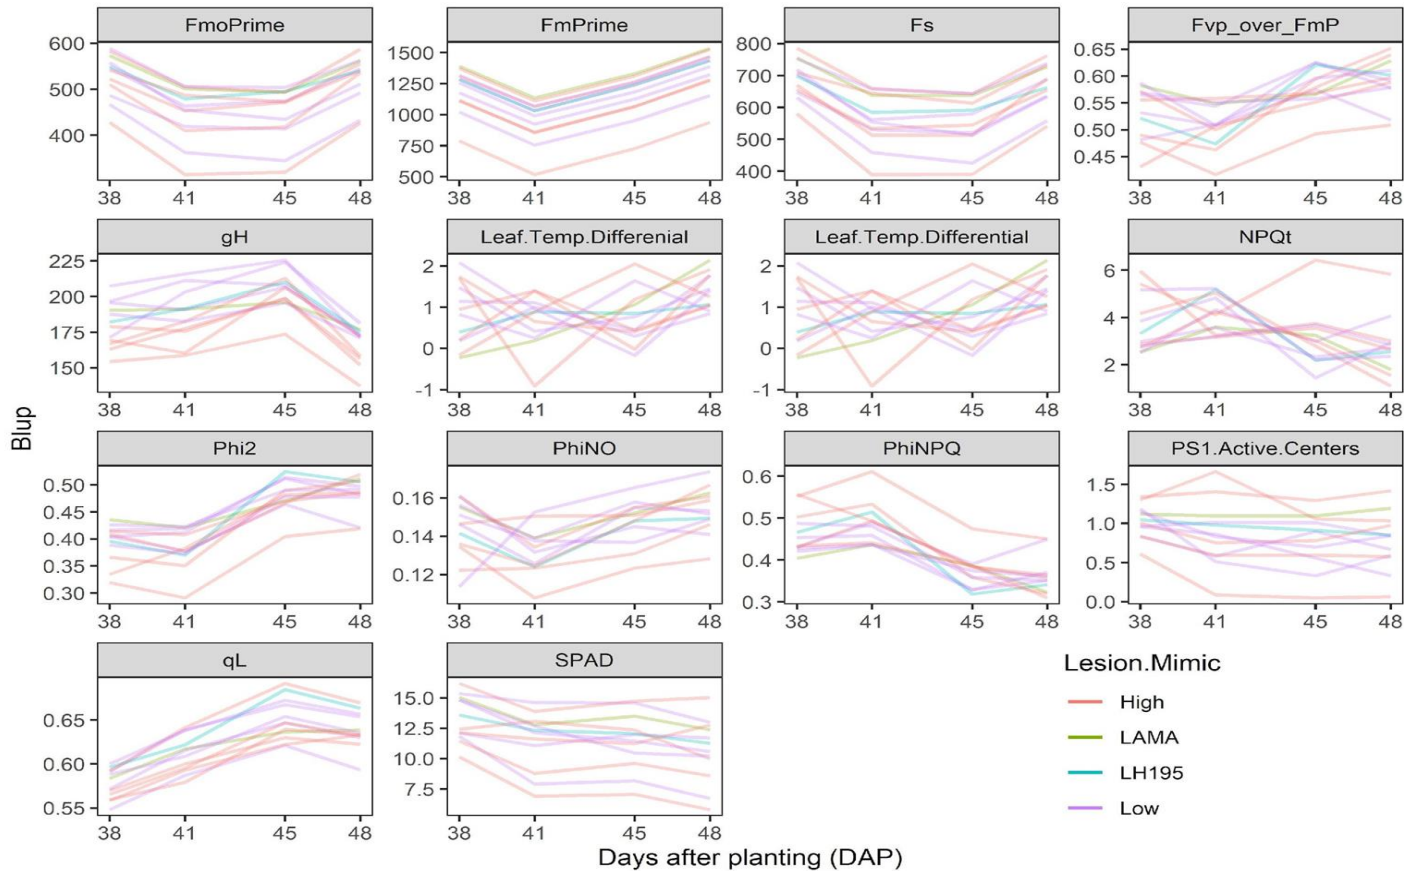 FmoPrime
FmPrime
Fs
Fvp_over_FmP
600
500
400
38 41 45 48
1500
1250
1000
750
500
38 41 45 48
800
700
600
500
400
38 41 45 48
0.65
0.60
0.55
0.50
0.45
38 41 45 48
gH
Leaf.Temp.Differenial
Leaf.Temp.Differential
NPQt
225
200
175
150
38 41 45 48
2
1
0
-1
38 41 45 48
2
1
0
-1
38 41 45 48
6
4
2
38 41 45 48
Blup
Phi2
PhiNO
PhiNPQ
PS1.Active.Centers
0.50
0.45
0.40
0.35
0.30
38 41 45 48
0.16
0.14
0.12
38 41 45 48
0.6
0.5
0.4
0.3
38 41 45 48
1.5
1.0
0.5
0.0
38 41 45 48
qL
SPAD
0.65
0.60
0.55
38 41 45 48
15.0
12.5
10.0
7.5
38 41 45 48
Lesion.Mimic
High
LAMA
LH195
Low
Days after planting (DAP)